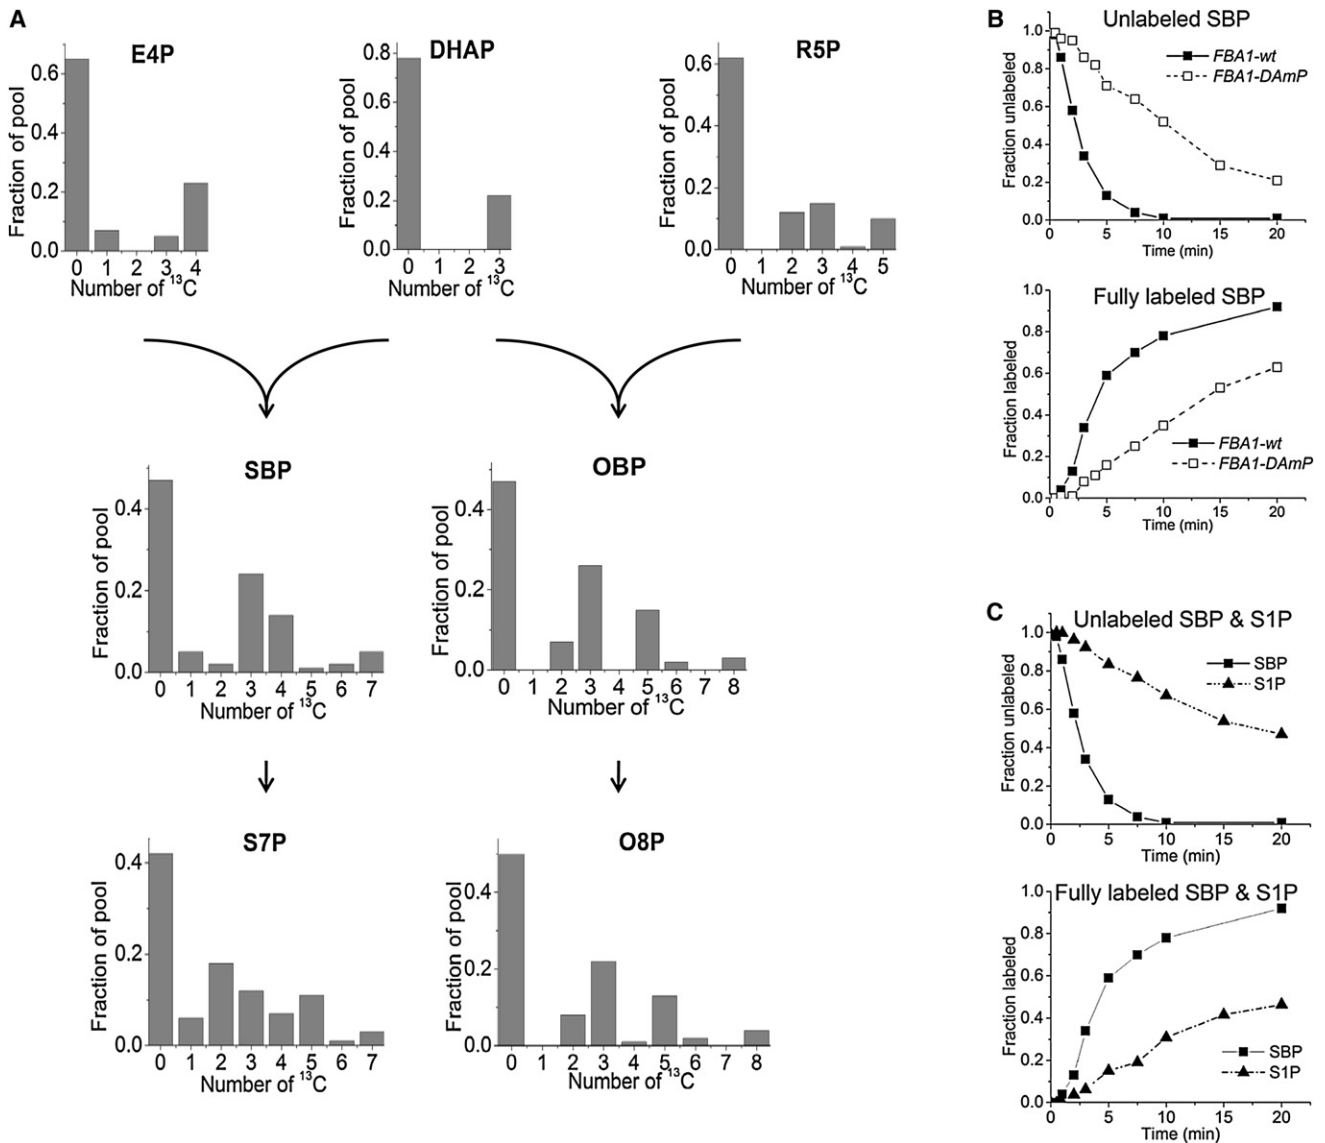 A
E4P
Fraction of pool
0.6
0.4
0.2
0.0
0 1 2 3 4
Number of ¹³C
DHAP
Fraction of pool
0.8
0.6
0.4
0.2
0.0
0 1 2 3
Number of ¹³C
R5P
Fraction of pool
0.6
0.4
0.2
0.0
0 1 2 3 4 5
Number of ¹³C
SBP
Fraction of pool
0.4
0.2
0.0
0 1 2 3 4 5 6 7
Number of ¹³C
OBP
Fraction of pool
0.4
0.2
0.0
0 1 2 3 4 5 6 7 8
Number of ¹³C
S7P
Fraction of pool
0.4
0.2
0.0
0 1 2 3 4 5 6 7
Number of ¹³C
O8P
Fraction of pool
0.4
0.2
0.0
0 1 2 3 4 5 6 7 8
Number of ¹³C
B
Unlabeled SBP
FBA1-wt
FBA1-DAmP
Fraction unlabeled
1.0
0.8
0.6
0.4
0.2
0.0
0 5 10 15 20
Time (min)
Fully labeled SBP
FBA1-wt
FBA1-DAmP
Fraction labeled
1.0
0.8
0.6
0.4
0.2
0.0
0 5 10 15 20
Time (min)
C
Unlabeled SBP & S1P
SBP
S1P
Fraction unlabeled
1.0
0.8
0.6
0.4
0.2
0.0
0 5 10 15 20
Time (min)
Fully labeled SBP & S1P
SBP
S1P
Fraction labeled
1.0
0.8
0.6
0.4
0.2
0.0
0 5 10 15 20
Time (min)